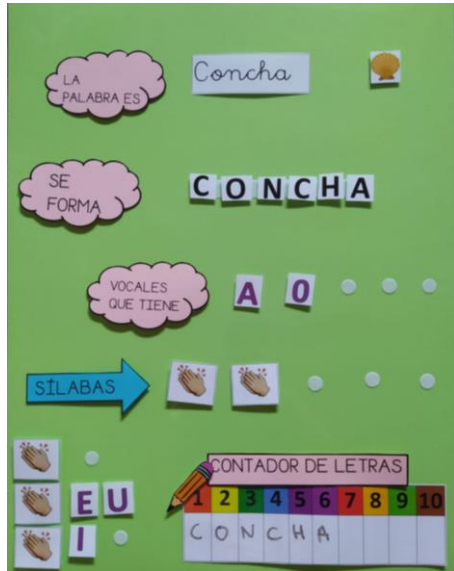 LA
PALABRA ES
Concha
SE
FORMA
CONCHA
VOCALES
QUE TIENE
A O
SÍLABAS
E U
I
CONTADOR DE LETRAS
1 2 3 4 5 6 7 8 9 10
C O N C H A